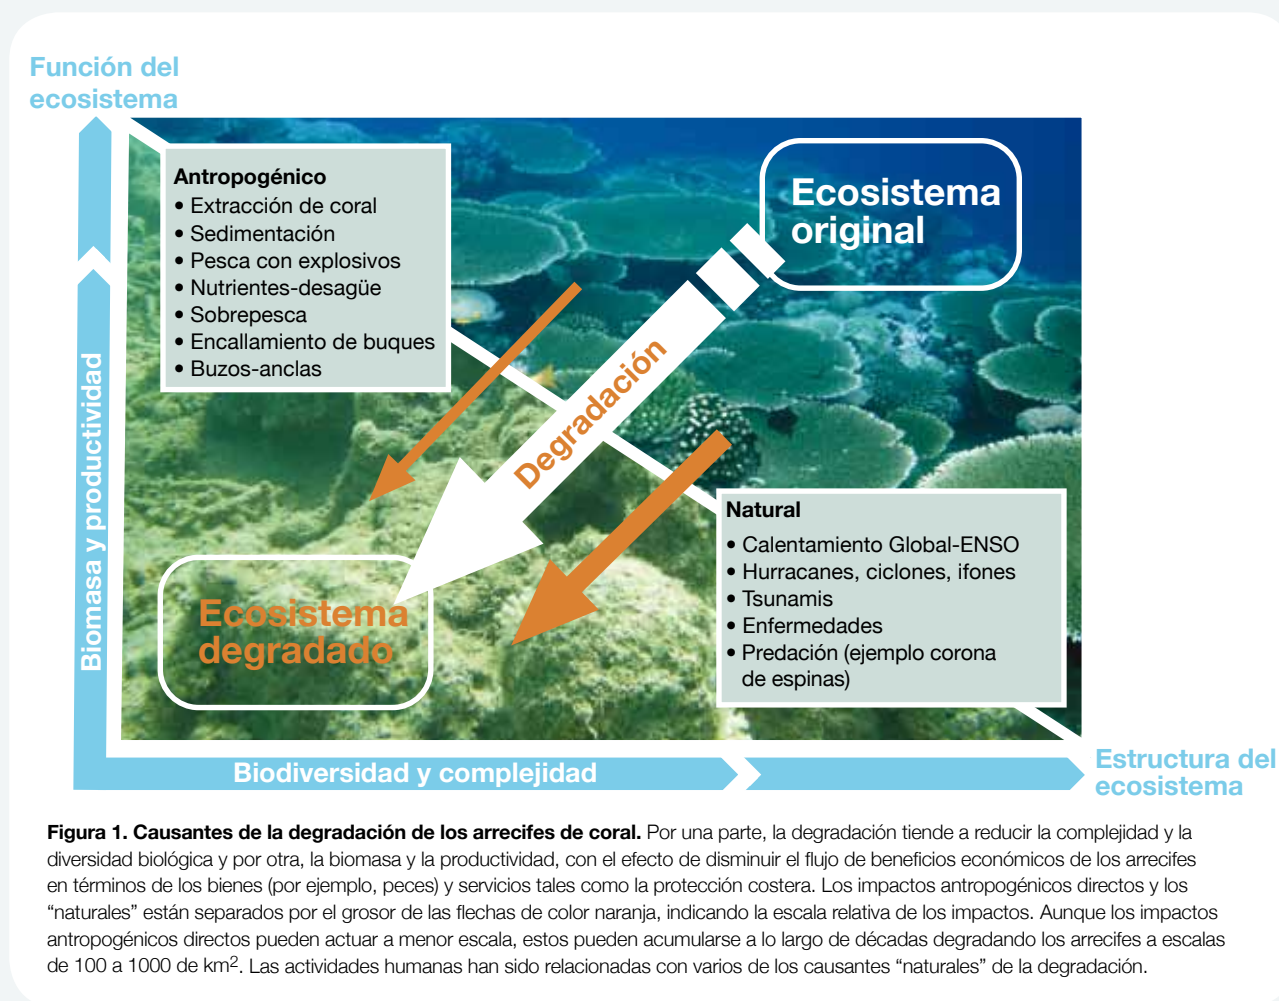 Función del
ecosistema
Antropogénico
• Extracción de coral
• Sedimentación
• Pesca con explosivos
• Nutrientes-desagüe
• Sobrepesca
• Encallamiento de buques
• Buzos-anclas
Ecosistema
original
Degradación
Biomasa y productividad
Natural
• Calentamiento Global-ENSO
• Hurracanes, ciclones, ifones
• Tsunamis
• Enfermedades
• Predación (ejemplo corona
de espinas)
Ecosistema
degradado
Biodiversidad y complejidad
Estructura del
ecosistema
Figura 1. Causantes de la degradación de los arrecifes de coral. Por una parte, la degradación tiende a reducir la complejidad y la
diversidad biológica y por otra, la biomasa y la productividad, con el efecto de disminuir el flujo de beneficios económicos de los arrecifes
en términos de los bienes (por ejemplo, peces) y servicios tales como la protección costera. Los impactos antropogénicos directos y los
“naturales” están separados por el grosor de las flechas de color naranja, indicando la escala relativa de los impactos. Aunque los impactos
antropogénicos directos pueden actuar a menor escala, estos pueden acumularse a lo largo de décadas degradando los arrecifes a escalas
de 100 a 1000 de km². Las actividades humanas han sido relacionadas con varios de los causantes “naturales” de la degradación.